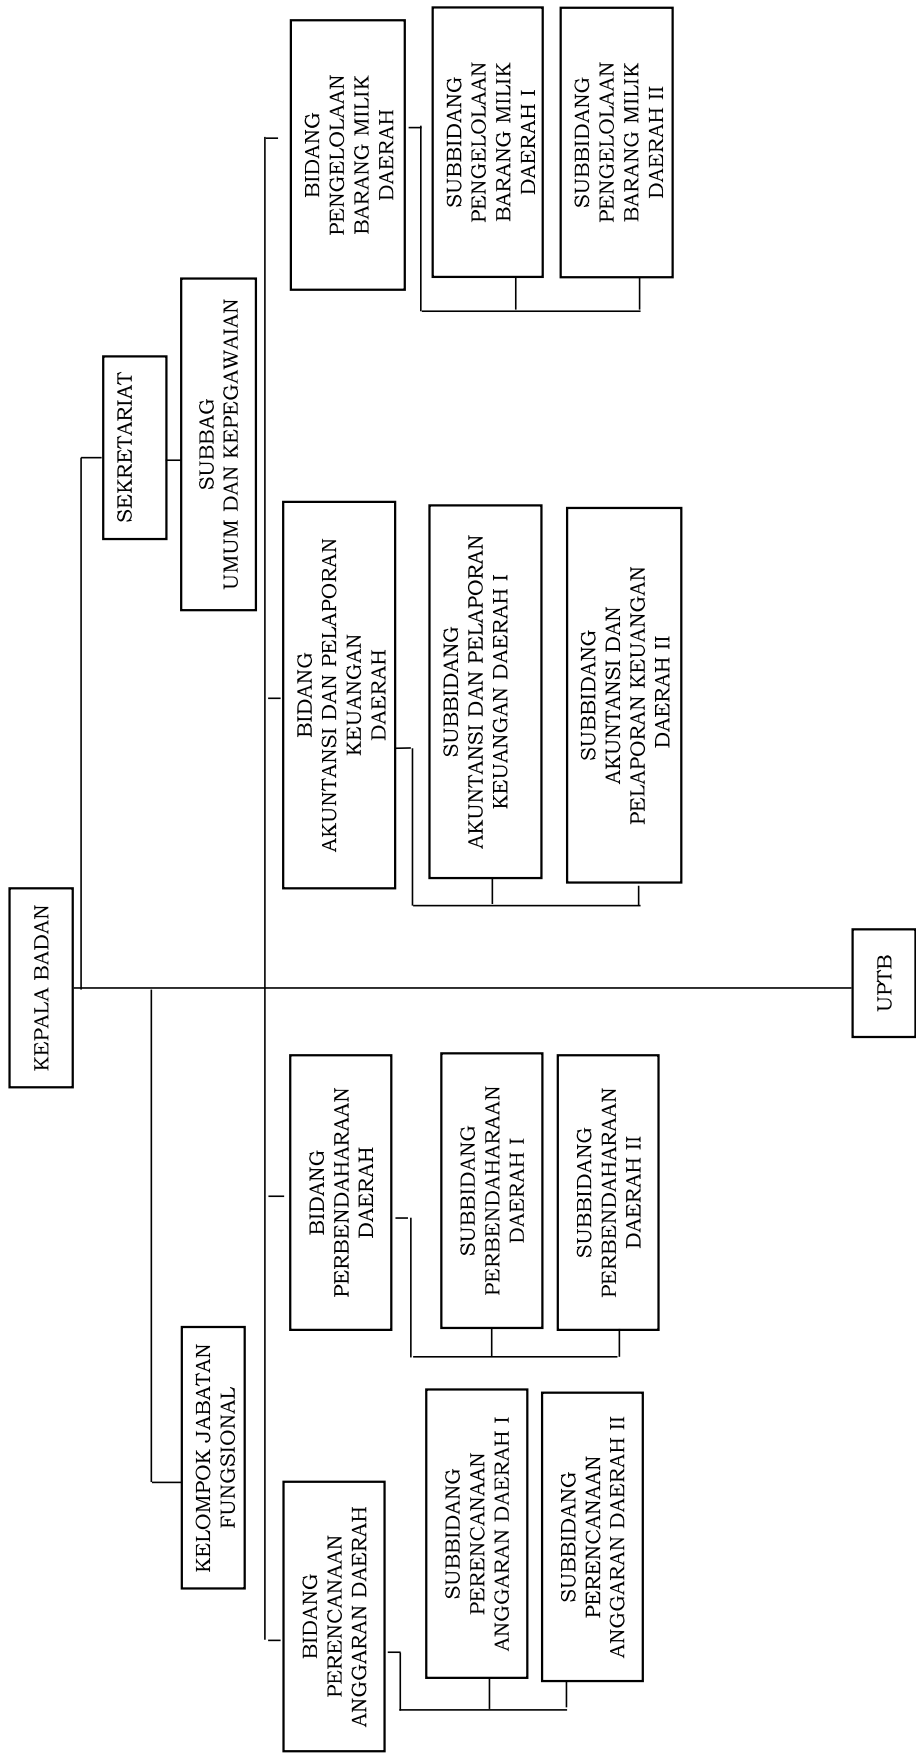 KEPALA BADAN
SEKRETARIAT
SUBBAG
UMUM DAN KEPEGAWAIAN
KELOMPOK JABATAN
FUNGSIONAL
BIDANG
PERENCANAAN
ANGGARAN DAERAH
SUBBIDANG
PERENCANAAN
ANGGARAN DAERAH I
SUBBIDANG
PERENCANAAN
ANGGARAN DAERAH II
BIDANG
PERBENDAHARAAN
DAERAH
SUBBIDANG
PERBENDAHARAAN
DAERAH I
SUBBIDANG
PERBENDAHARAAN
DAERAH II
BIDANG
AKUNTANSI DAN PELAPORAN
KEUANGAN
DAERAH
SUBBIDANG
AKUNTANSI DAN PELAPORAN
KEUANGAN DAERAH I
SUBBIDANG
AKUNTANSI DAN
PELAPORAN KEUANGAN
DAERAH II
BIDANG
PENGELOLAAN
BARANG MILIK
DAERAH
SUBBIDANG
PENGELOLAAN
BARANG MILIK
DAERAH I
SUBBIDANG
PENGELOLAAN
BARANG MILIK
DAERAH II
UPTB